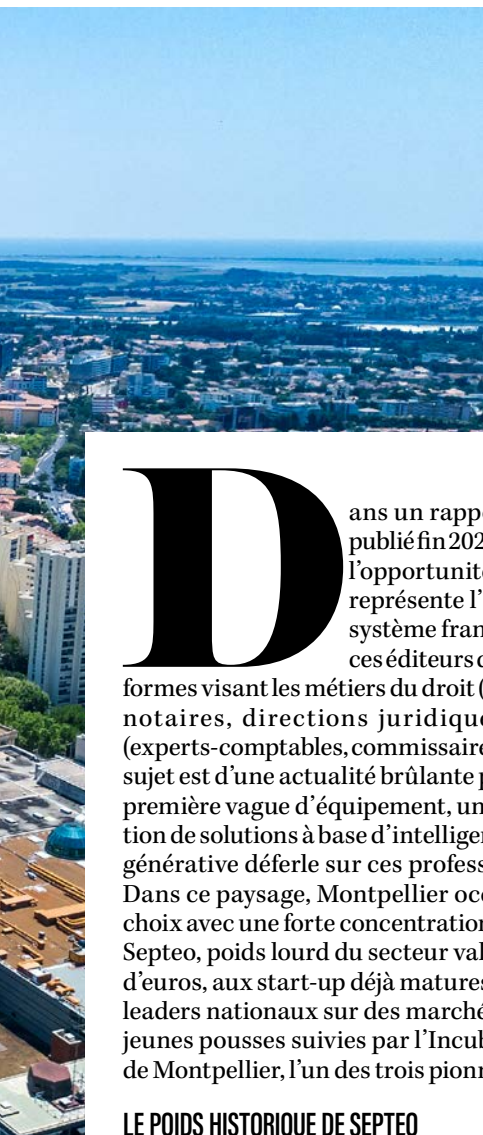 Dans un rappo
publié fin 202
l’opportunité
représente l’
système fran
ces éditeurs d
formes visant les métiers du droit (
notaires, directions juridique
(experts-comptables, commissaire
sujet est d’une actualité brûlante p
première vague d’équipement, un
tion de solutions à base d’intelliger
générative déferle sur ces profess
Dans ce paysage, Montpellier occ
choix avec une forte concentration
Septeo, poids lourd du secteur val
d’euros, aux start-up déjà matures
leaders nationaux sur des marché
jeunes pousses suivies par l’Incub
de Montpellier, l’un des trois pionn
LE POIDS HISTORIQUE DE SEPTEO